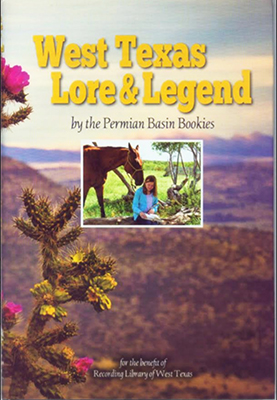 West Texas
Lore & Legend
by the Permian Basin Bookies
for the benefit of
Recording Library of West Texas